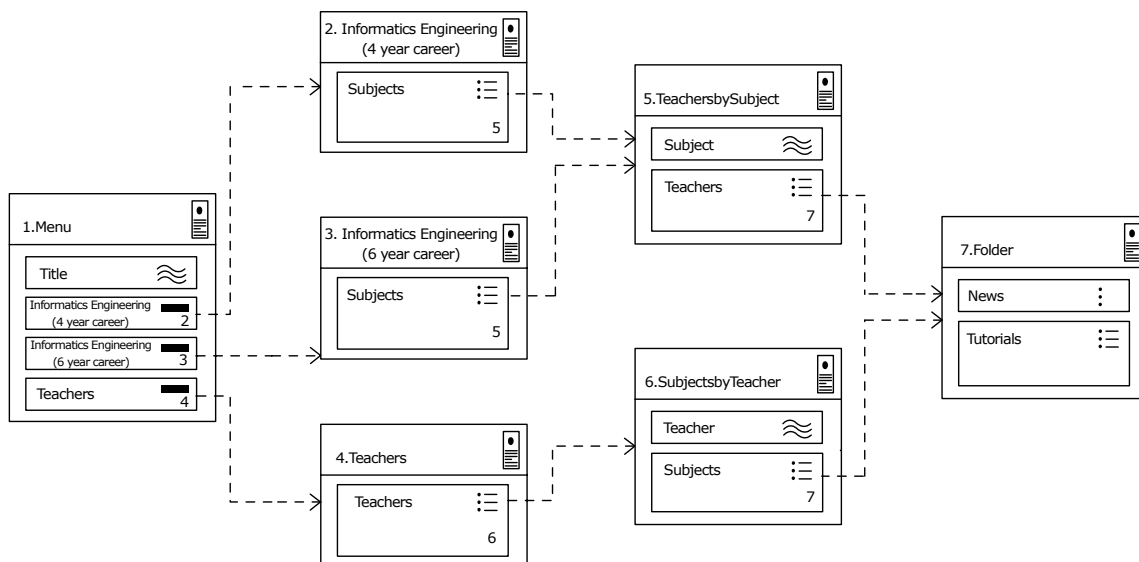 1.Menu
Title
Informatics Engineering
(4 year career)
2
Informatics Engineering
(6 year career)
3
Teachers
4
2. Informatics Engineering
(4 year career)
Subjects
5
3. Informatics Engineering
(6 year career)
Subjects
5
4.Teachers
Teachers
6
5.TeachersbySubject
Subject
Teachers
7
6.SubjectsbyTeacher
Teacher
Subjects
7
7.Folder
News
Tutorials